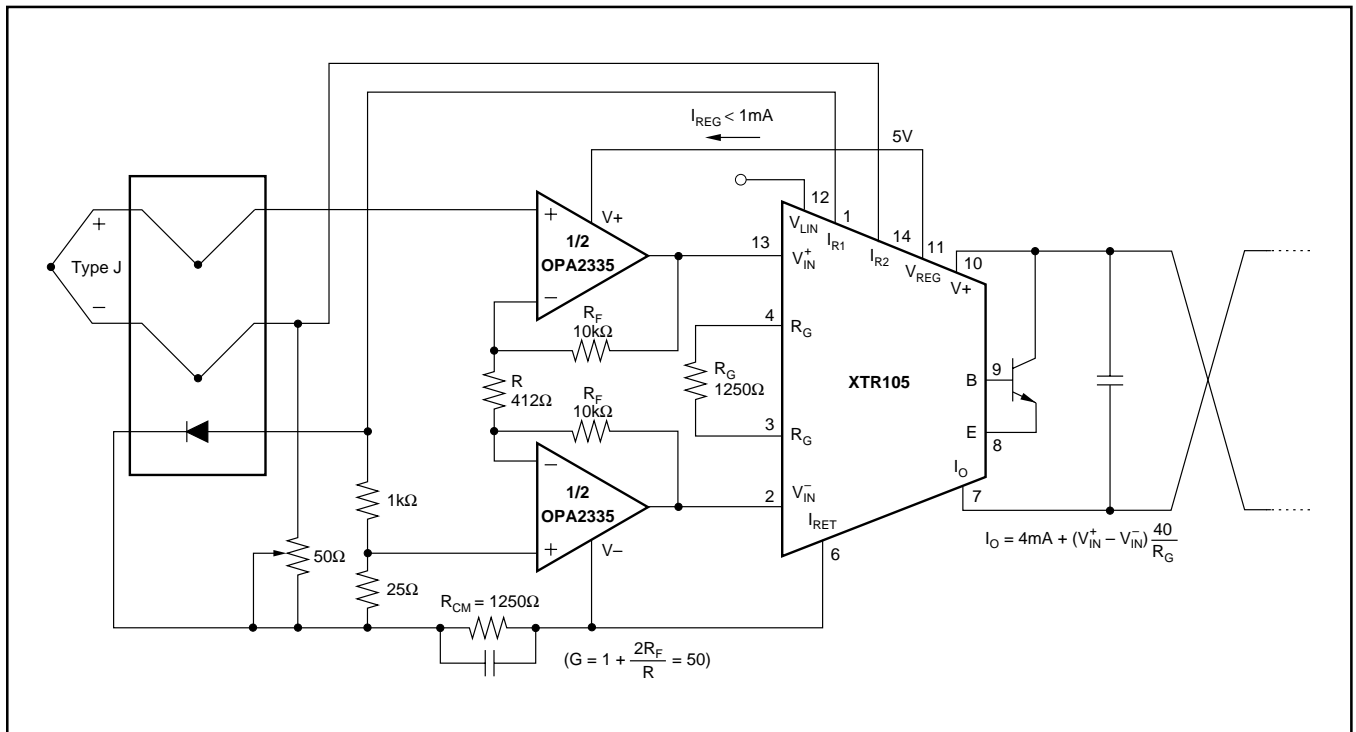 I_REG < 1mA
5V
12
1
14
11
10
V_LIN
I_R1
I_R2
V_REG
V+
+
Type J
–
+
1/2
OPA2335
–
V+
13
V_IN^+
R_F
10kΩ
4
R_G
R
412Ω
R_G
1250Ω
XTR105
B
9
R_F
10kΩ
3
R_G
E
8
1kΩ
–
1/2
OPA2335
+
V–
2
V_IN^–
I_RET
I_O
7
6
50Ω
25Ω
I_O = 4mA + (V_IN^+ – V_IN^–) 40/R_G
R_CM = 1250Ω
(G = 1 + 2R_F/R = 50)